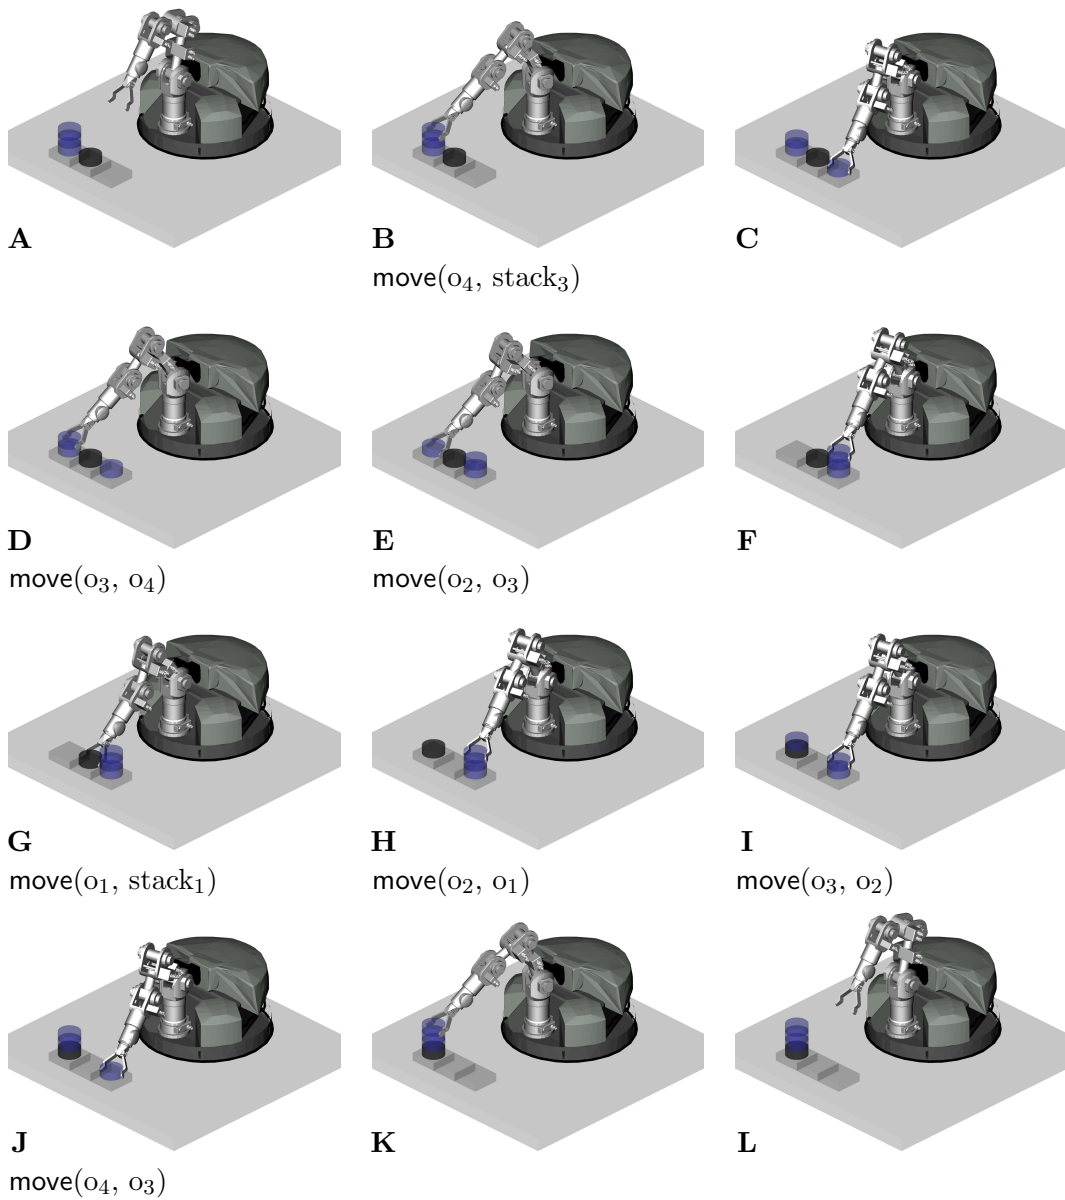 A B C
move(o₄, stack₃)
D E F
move(o₃, o₄) move(o₂, o₃)
G H I
move(o₁, stack₁) move(o₂, o₁) move(o₃, o₂)
J K L
move(o₄, o₃)